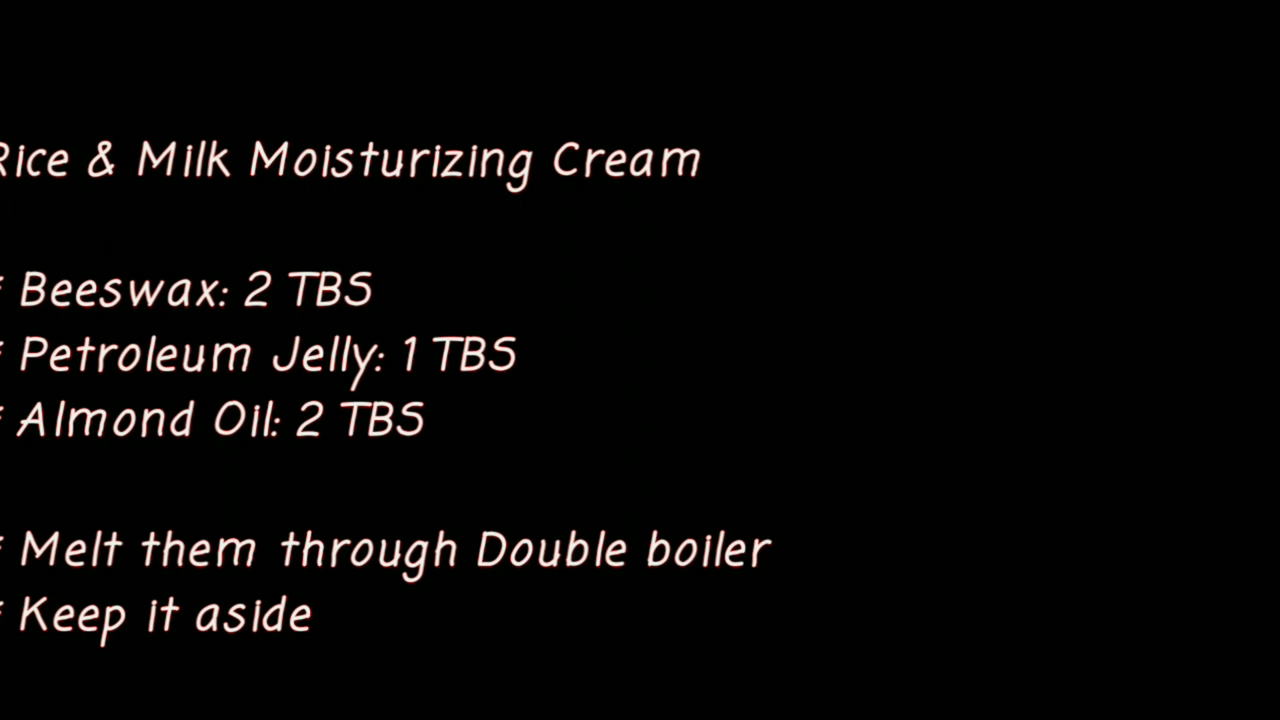 Rice & Milk Moisturizing Cream
* Beeswax: 2 TBS
* Petroleum Jelly: 1 TBS
* Almond Oil: 2 TBS
* Melt them through Double boiler
* Keep it aside